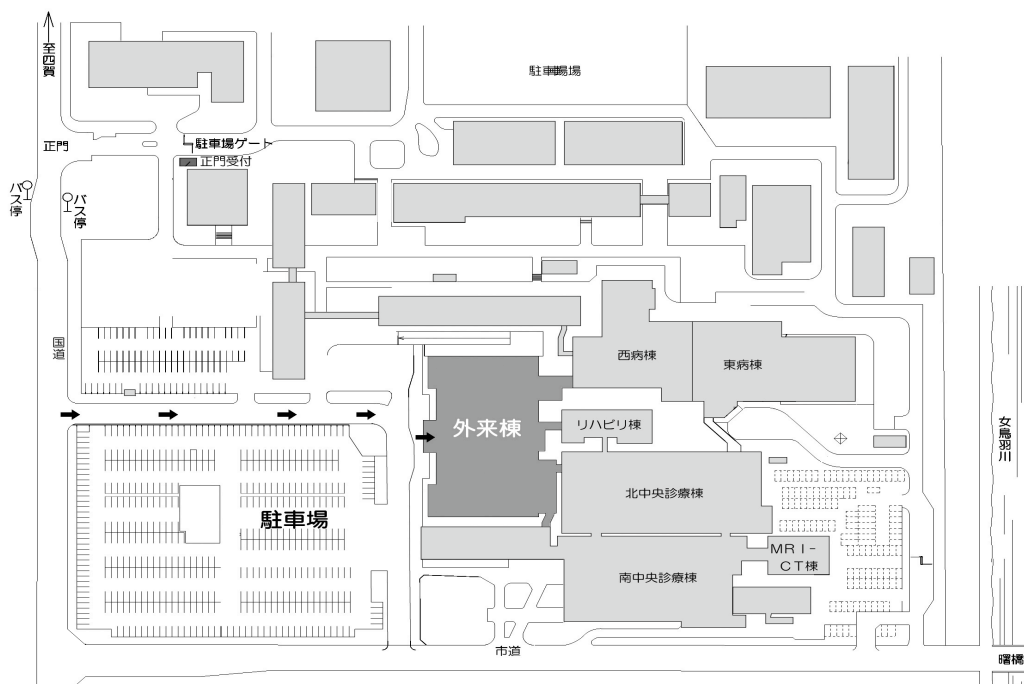 至四賀
駐車場場
正門
駐車場ゲート
正門受付
バス停
バス停
国道
西病棟
東病棟
外来棟
リハビリ棟
女鳥羽川
北中央診療棟
駐車場
MRI-
CT棟
南中央診療棟
市道
曙橋